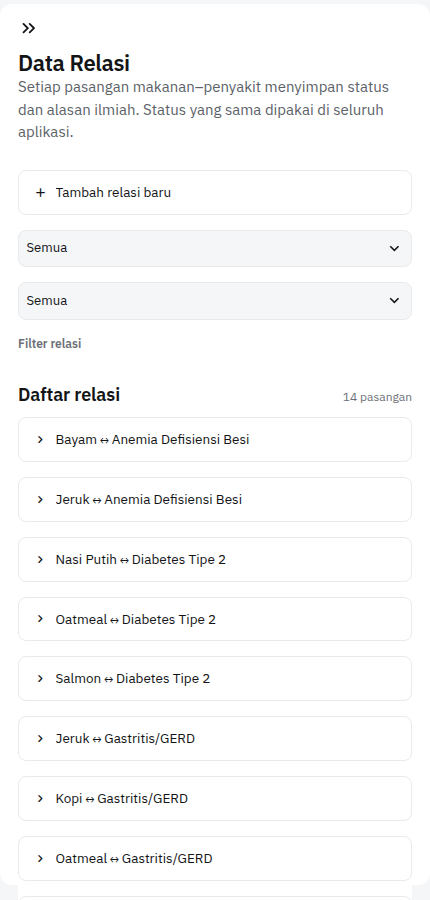 Data Relasi
Setiap pasangan makanan–penyakit menyimpan status
dan alasan ilmiah. Status yang sama dipakai di seluruh
aplikasi.
Tambah relasi baru
Semua
Semua
Filter relasi
Daftar relasi
14 pasangan
Bayam ↔ Anemia Defisiensi Besi
Jeruk ↔ Anemia Defisiensi Besi
Nasi Putih ↔ Diabetes Tipe 2
Oatmeal ↔ Diabetes Tipe 2
Salmon ↔ Diabetes Tipe 2
Jeruk ↔ Gastritis/GERD
Kopi ↔ Gastritis/GERD
Oatmeal ↔ Gastritis/GERD